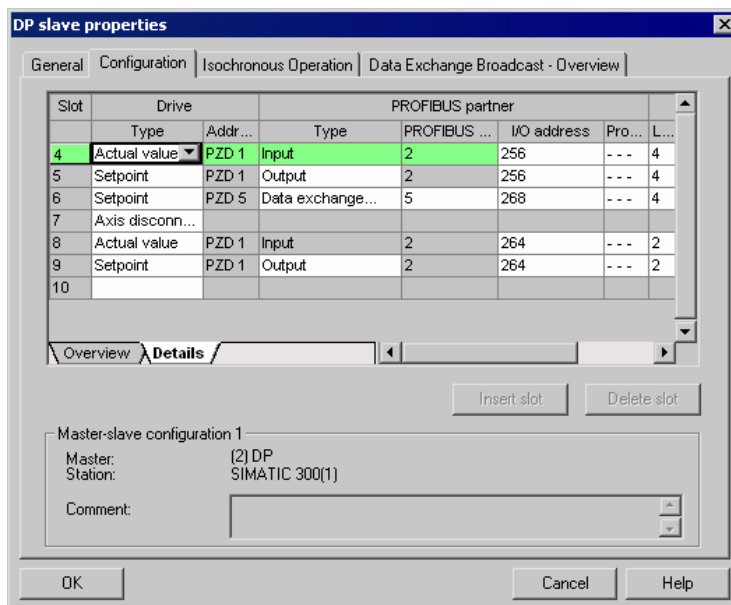 DP slave properties
General Configuration Isochronous Operation Data Exchange Broadcast - Overview
Slot Drive PROFIBUS partner
Type Addr... Type PROFIBUS ... I/O address Pro... L...
4 Actual value PZD 1 Input 2 256 - - - 4
5 Setpoint PZD 1 Output 2 256 - - - 4
6 Setpoint PZD 5 Data exchange... 5 268 - - - 4
7 Axis disconn...
8 Actual value PZD 1 Input 2 264 - - - 2
9 Setpoint PZD 1 Output 2 264 - - - 2
10
Overview Details
Insert slot Delete slot
Master-slave configuration 1
Master: (2) DP
Station: SIMATIC 300(1)
Comment:
OK Cancel Help